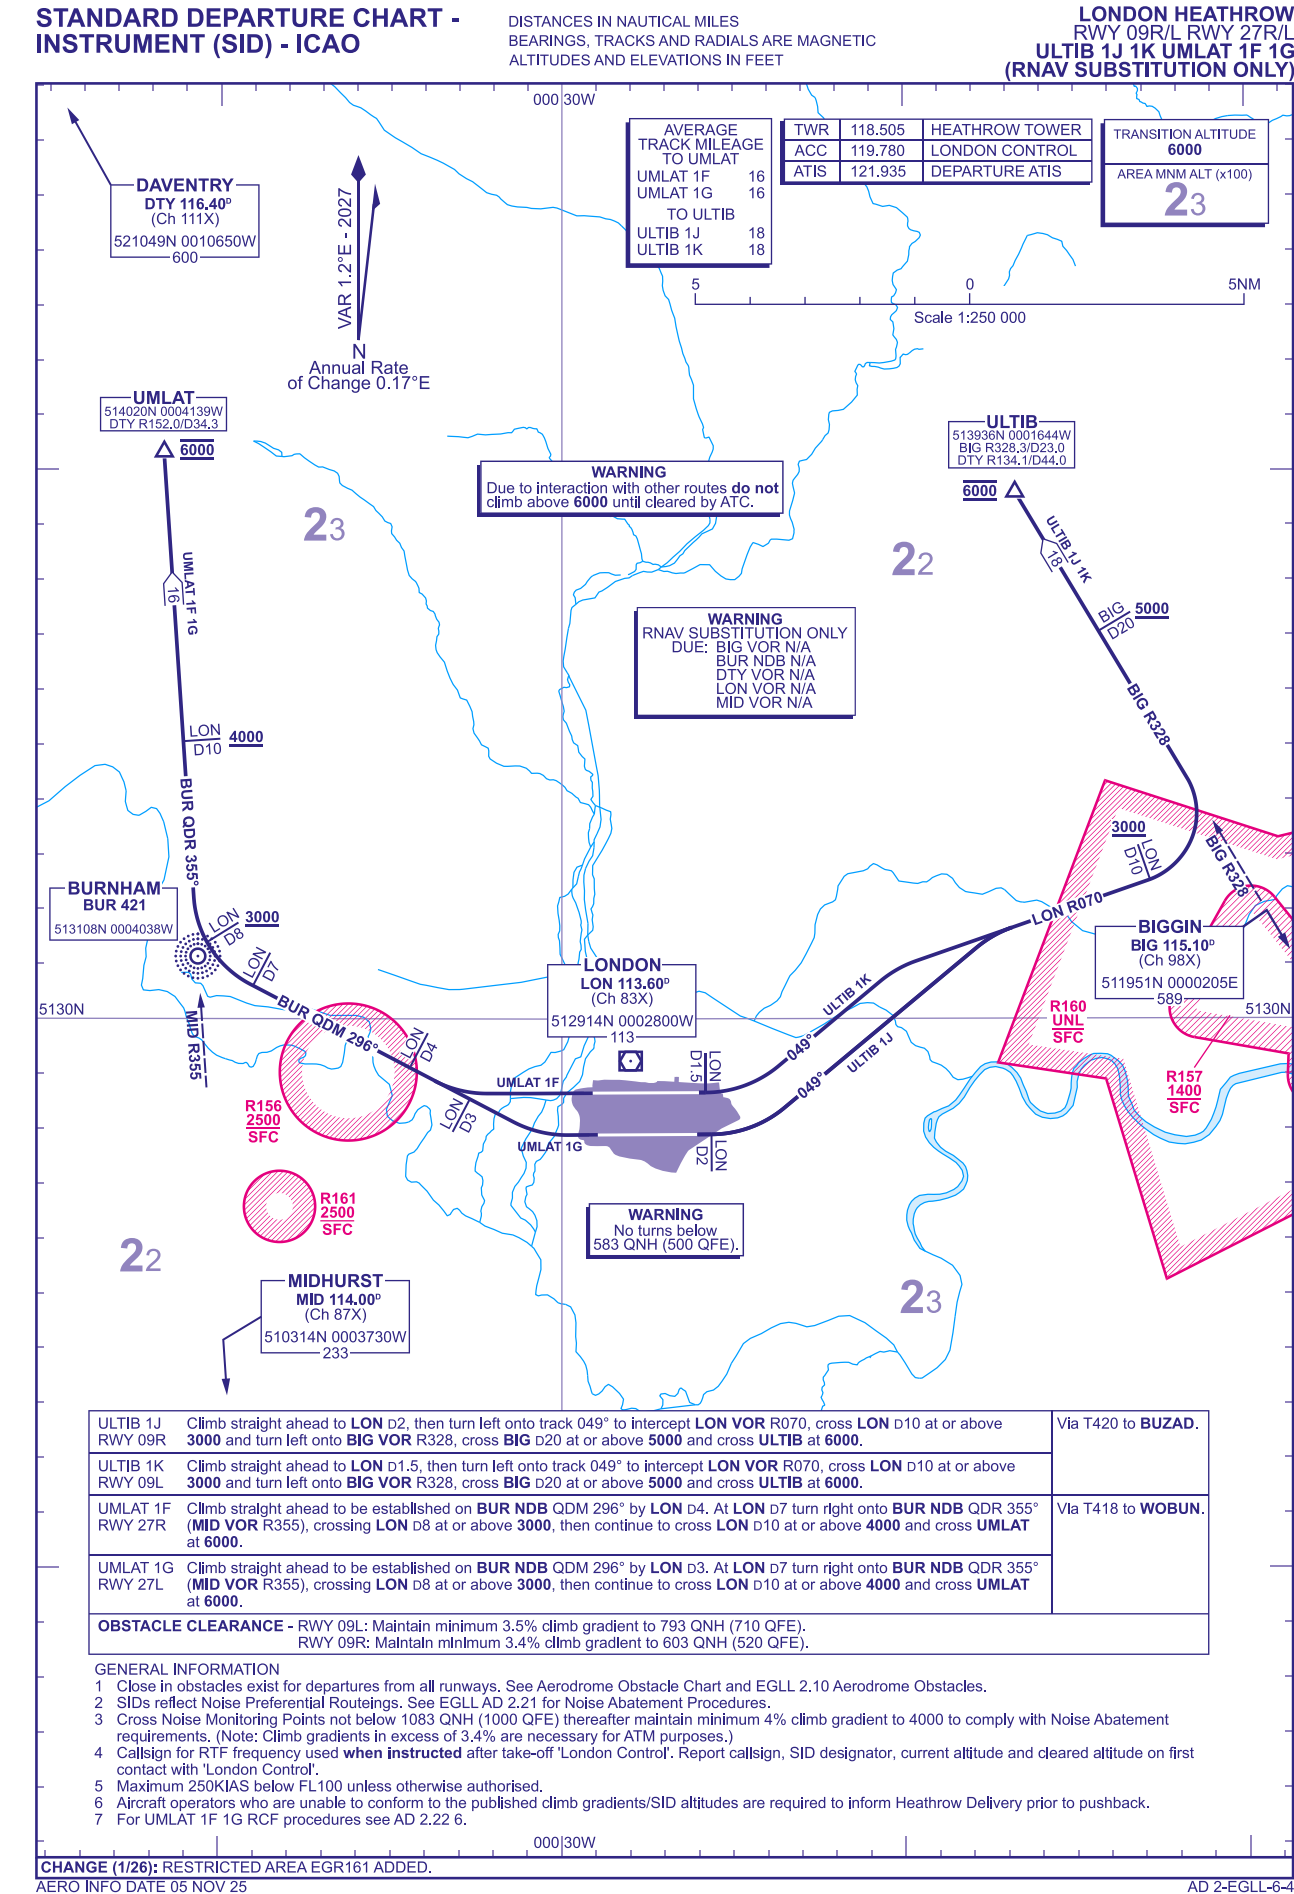 STANDARD DEPARTURE CHART -
INSTRUMENT (SID) - ICAO
DISTANCES IN NAUTICAL MILES
BEARINGS, TRACKS AND RADIALS ARE MAGNETIC
ALTITUDES AND ELEVATIONS IN FEET
LONDON HEATHROW
RWY 09R/L RWY 27R/L
ULTIB 1J 1K UMLAT 1F 1G
(RNAV SUBSTITUTION ONLY)
000 30W
AVERAGE
TRACK MILEAGE
TO UMLAT
UMLAT 1F 16
UMLAT 1G 16
TO ULTIB
ULTIB 1J 18
ULTIB 1K 18
TWR 118.505 HEATHROW TOWER
ACC 119.780 LONDON CONTROL
ATIS 121.935 DEPARTURE ATIS
TRANSITION ALTITUDE
6000
AREA MNM ALT (x100)
23
DAVENTRY
DTY 116.40ᴰ
(Ch 111X)
521049N 0010650W
600
VAR 1.2°E - 2027
N
Annual Rate
of Change 0.17°E
5 0 5NM
Scale 1:250 000
UMLAT
514020N 0004139W
DTY R152.0/D34.3
6000
ULTIB
513936N 0001644W
BIG R328.3/D23.0
DTY R134.1/D44.0
6000
WARNING
Due to interaction with other routes do not
climb above 6000 until cleared by ATC.
23
22
ULTIB 1J 1K
18
UMLAT 1F 1G
16
BIG
D20
5000
WARNING
RNAV SUBSTITUTION ONLY
DUE: BIG VOR N/A
BUR NDB N/A
DTY VOR N/A
LON VOR N/A
MID VOR N/A
BIG R328
LON
D10
4000
BUR QDR 355°
3000
LON
D10
BIG R328
BURNHAM
BUR 421
513108N 0004038W
LON
D8
3000
LON
D7
LON R070
BIGGIN
BIG 115.10ᴰ
(Ch 98X)
511951N 0000205E
589
LONDON
LON 113.60ᴰ
(Ch 83X)
512914N 0002800W
113
5130N
5130N
MID R355
BUR QDM 296°
LON
D4
ULTIB 1K
049°
ULTIB 1J
049°
R160
UNL
SFC
R157
1400
SFC
UMLAT 1F
LON
D1.5
R156
2500
SFC
LON
D3
UMLAT 1G
LON
D2
R161
2500
SFC
WARNING
No turns below
583 QNH (500 QFE).
22
23
MIDHURST
MID 114.00ᴰ
(Ch 87X)
510314N 0003730W
233
ULTIB 1J Climb straight ahead to LON D2, then turn left onto track 049° to intercept LON VOR R070, cross LON D10 at or above Via T420 to BUZAD.
RWY 09R 3000 and turn left onto BIG VOR R328, cross BIG D20 at or above 5000 and cross ULTIB at 6000.
ULTIB 1K Climb straight ahead to LON D1.5, then turn left onto track 049° to intercept LON VOR R070, cross LON D10 at or above
RWY 09L 3000 and turn left onto BIG VOR R328, cross BIG D20 at or above 5000 and cross ULTIB at 6000.
UMLAT 1F Climb straight ahead to be established on BUR NDB QDM 296° by LON D4. At LON D7 turn right onto BUR NDB QDR 355° Via T418 to WOBUN.
RWY 27R (MID VOR R355), crossing LON D8 at or above 3000, then continue to cross LON D10 at or above 4000 and cross UMLAT
at 6000.
UMLAT 1G Climb straight ahead to be established on BUR NDB QDM 296° by LON D3. At LON D7 turn right onto BUR NDB QDR 355°
RWY 27L (MID VOR R355), crossing LON D8 at or above 3000, then continue to cross LON D10 at or above 4000 and cross UMLAT
at 6000.
OBSTACLE CLEARANCE - RWY 09L: Maintain minimum 3.5% climb gradient to 793 QNH (710 QFE).
RWY 09R: Maintain minimum 3.4% climb gradient to 603 QNH (520 QFE).
GENERAL INFORMATION
1 Close in obstacles exist for departures from all runways. See Aerodrome Obstacle Chart and EGLL 2.10 Aerodrome Obstacles.
2 SIDs reflect Noise Preferential Routeings. See EGLL AD 2.21 for Noise Abatement Procedures.
3 Cross Noise Monitoring Points not below 1083 QNH (1000 QFE) thereafter maintain minimum 4% climb gradient to 4000 to comply with Noise Abatement
requirements. (Note: Climb gradients in excess of 3.4% are necessary for ATM purposes.)
4 Callsign for RTF frequency used when instructed after take-off 'London Control'. Report callsign, SID designator, current altitude and cleared altitude on first
contact with 'London Control'.
5 Maximum 250KIAS below FL100 unless otherwise authorised.
6 Aircraft operators who are unable to conform to the published climb gradients/SID altitudes are required to inform Heathrow Delivery prior to pushback.
7 For UMLAT 1F 1G RCF procedures see AD 2.22 6.
000 30W
CHANGE (1/26): RESTRICTED AREA EGR161 ADDED.
AERO INFO DATE 05 NOV 25
AD 2-EGLL-6-4